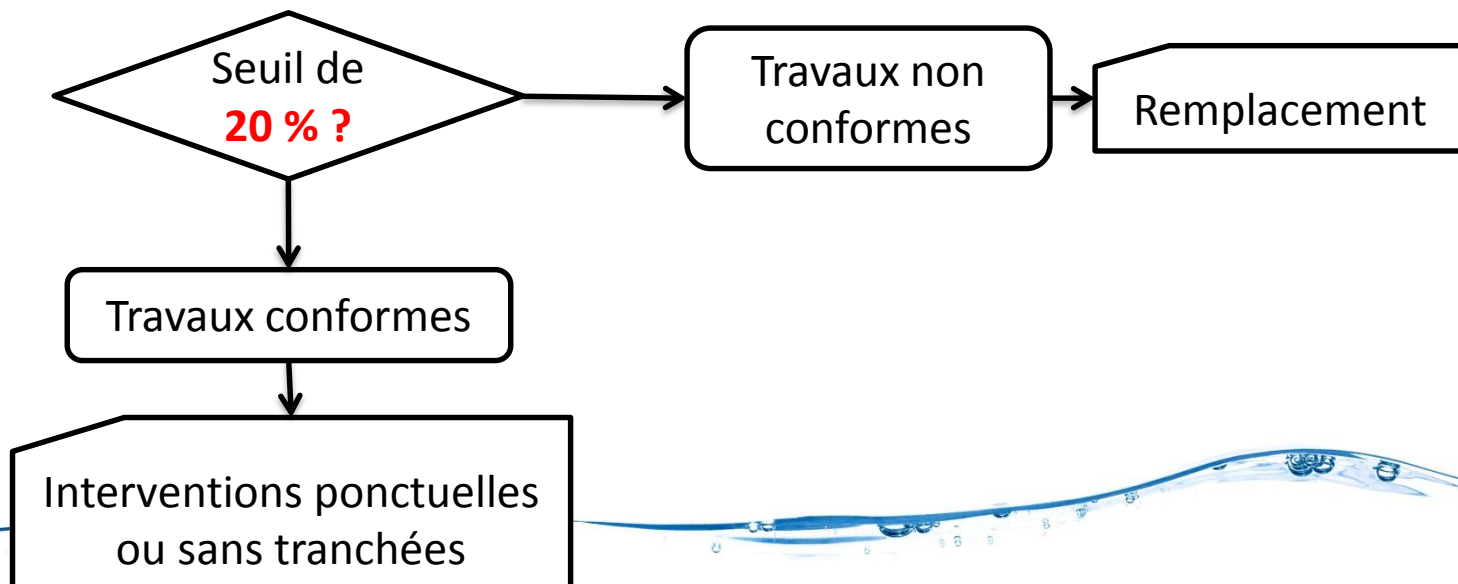 Seuil de
20 % ?
Travaux non
conformes
Remplacement
Travaux conformes
Interventions ponctuelles
ou sans tranchées